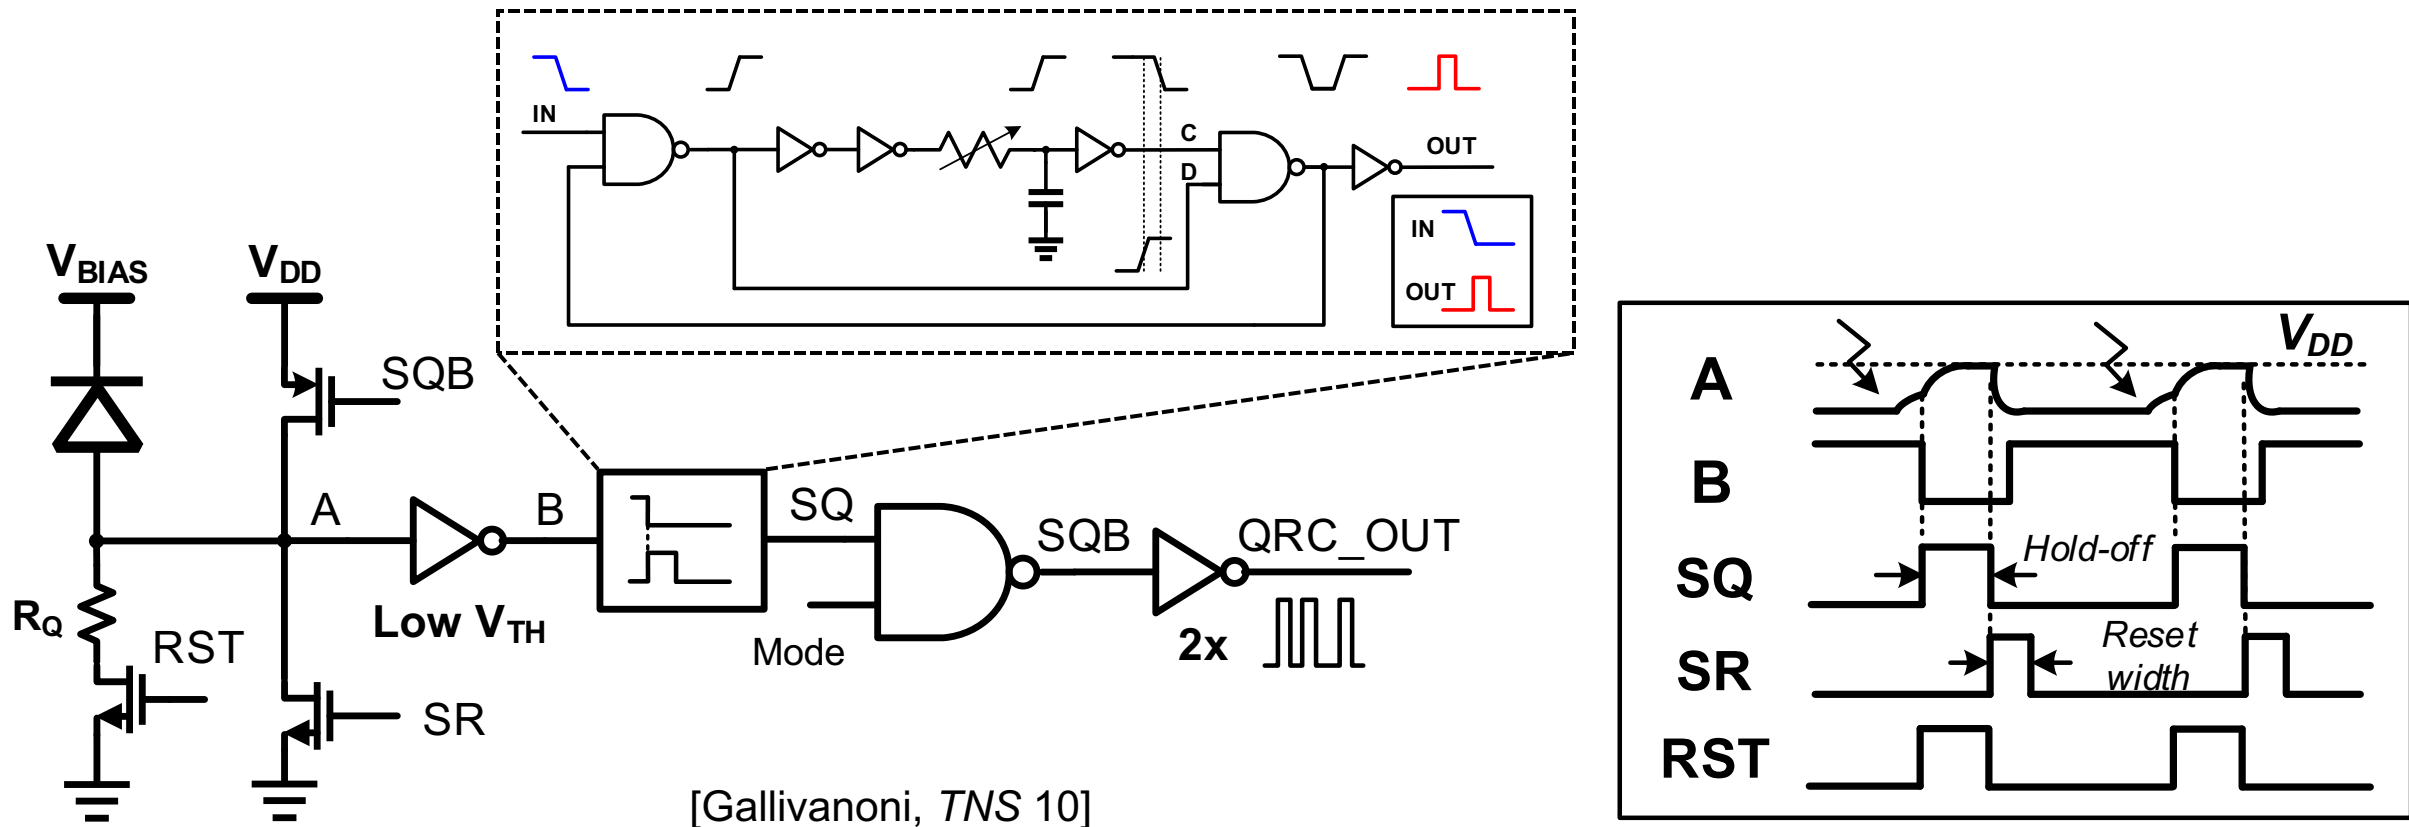 IN
C
D
OUT
IN
OUT
VBIAS
VDD
SQB
A
B
SQ
SQB
QRC_OUT
RQ
RST
Low VTH
Mode
2x
SR
[Gallivanoni, TNS 10]
VDD
A
B
Hold-off
SQ
Reset
width
SR
RST